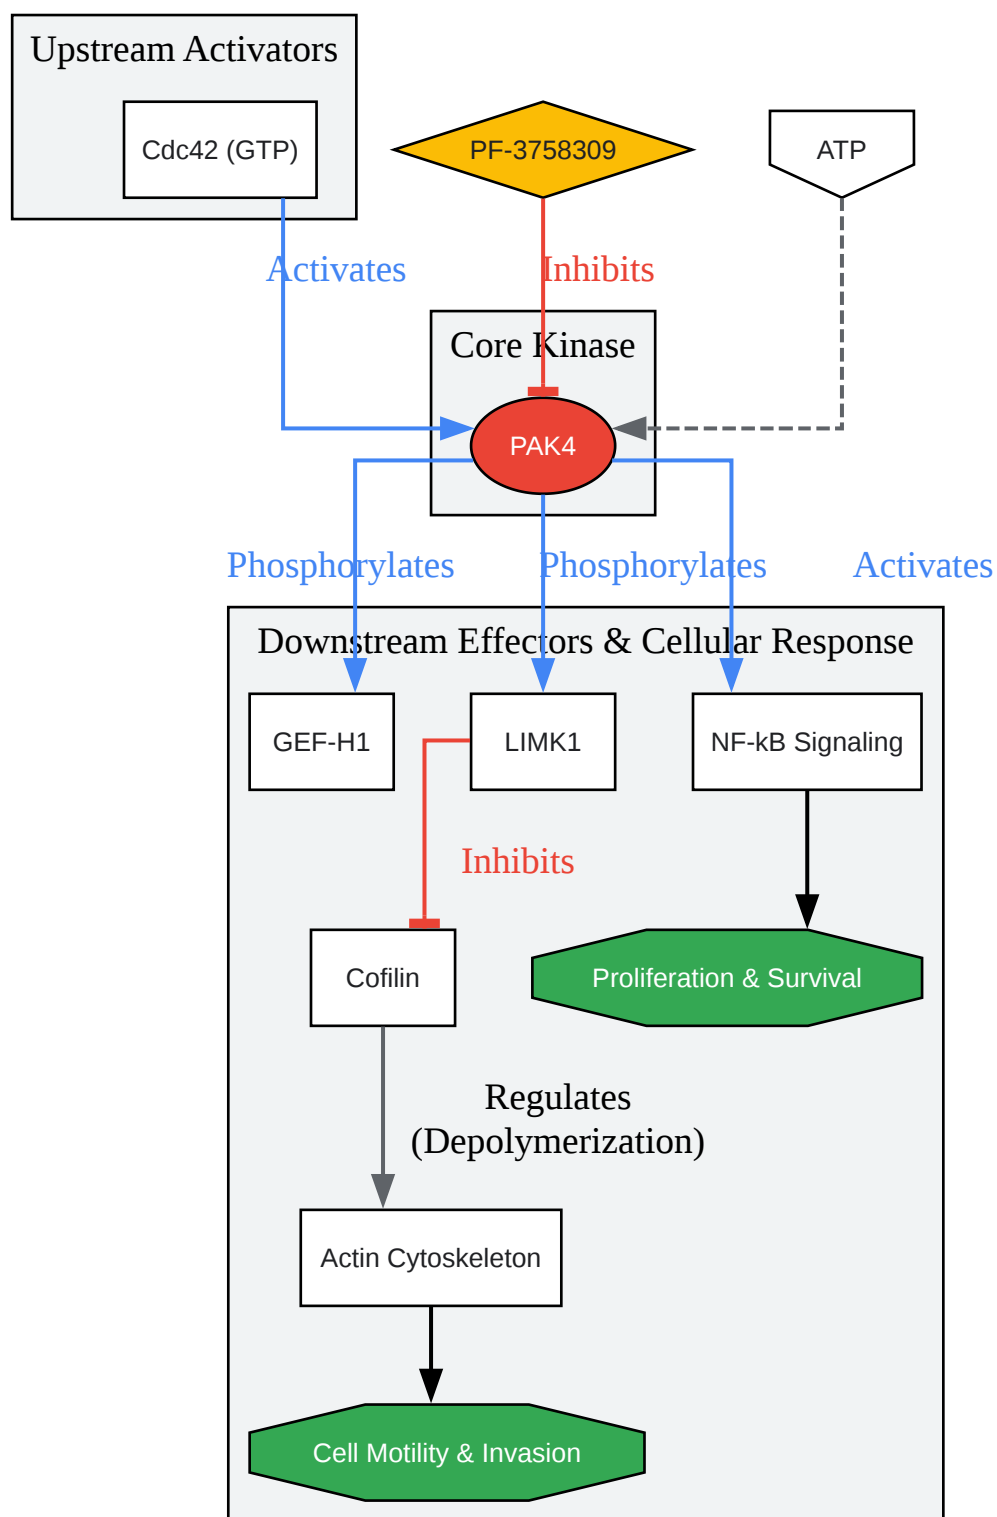 Upstream Activators
Cdc42 (GTP)
PF-3758309
ATP
Activates
Inhibits
Core Kinase
PAK4
Phosphorylates
Phosphorylates
Activates
Downstream Effectors & Cellular Response
GEF-H1
LIMK1
NF-kB Signaling
Inhibits
Cofilin
Proliferation & Survival
Regulates
(Depolymerization)
Actin Cytoskeleton
Cell Motility & Invasion